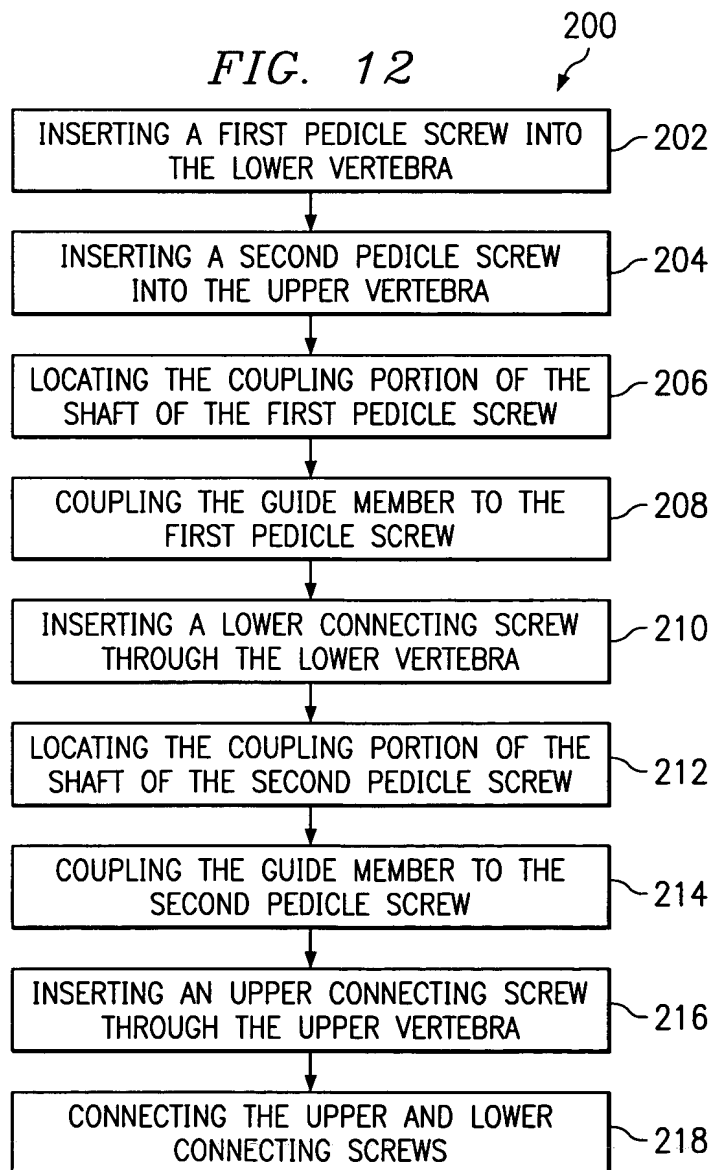 200
FIG. 12
INSERTING A FIRST PEDICLE SCREW INTO
THE LOWER VERTEBRA
202
INSERTING A SECOND PEDICLE SCREW
INTO THE UPPER VERTEBRA
204
LOCATING THE COUPLING PORTION OF THE
SHAFT OF THE FIRST PEDICLE SCREW
206
COUPLING THE GUIDE MEMBER TO THE
FIRST PEDICLE SCREW
208
INSERTING A LOWER CONNECTING SCREW
THROUGH THE LOWER VERTEBRA
210
LOCATING THE COUPLING PORTION OF THE
SHAFT OF THE SECOND PEDICLE SCREW
212
COUPLING THE GUIDE MEMBER TO THE
SECOND PEDICLE SCREW
214
INSERTING AN UPPER CONNECTING SCREW
THROUGH THE UPPER VERTEBRA
216
CONNECTING THE UPPER AND LOWER
CONNECTING SCREWS
218